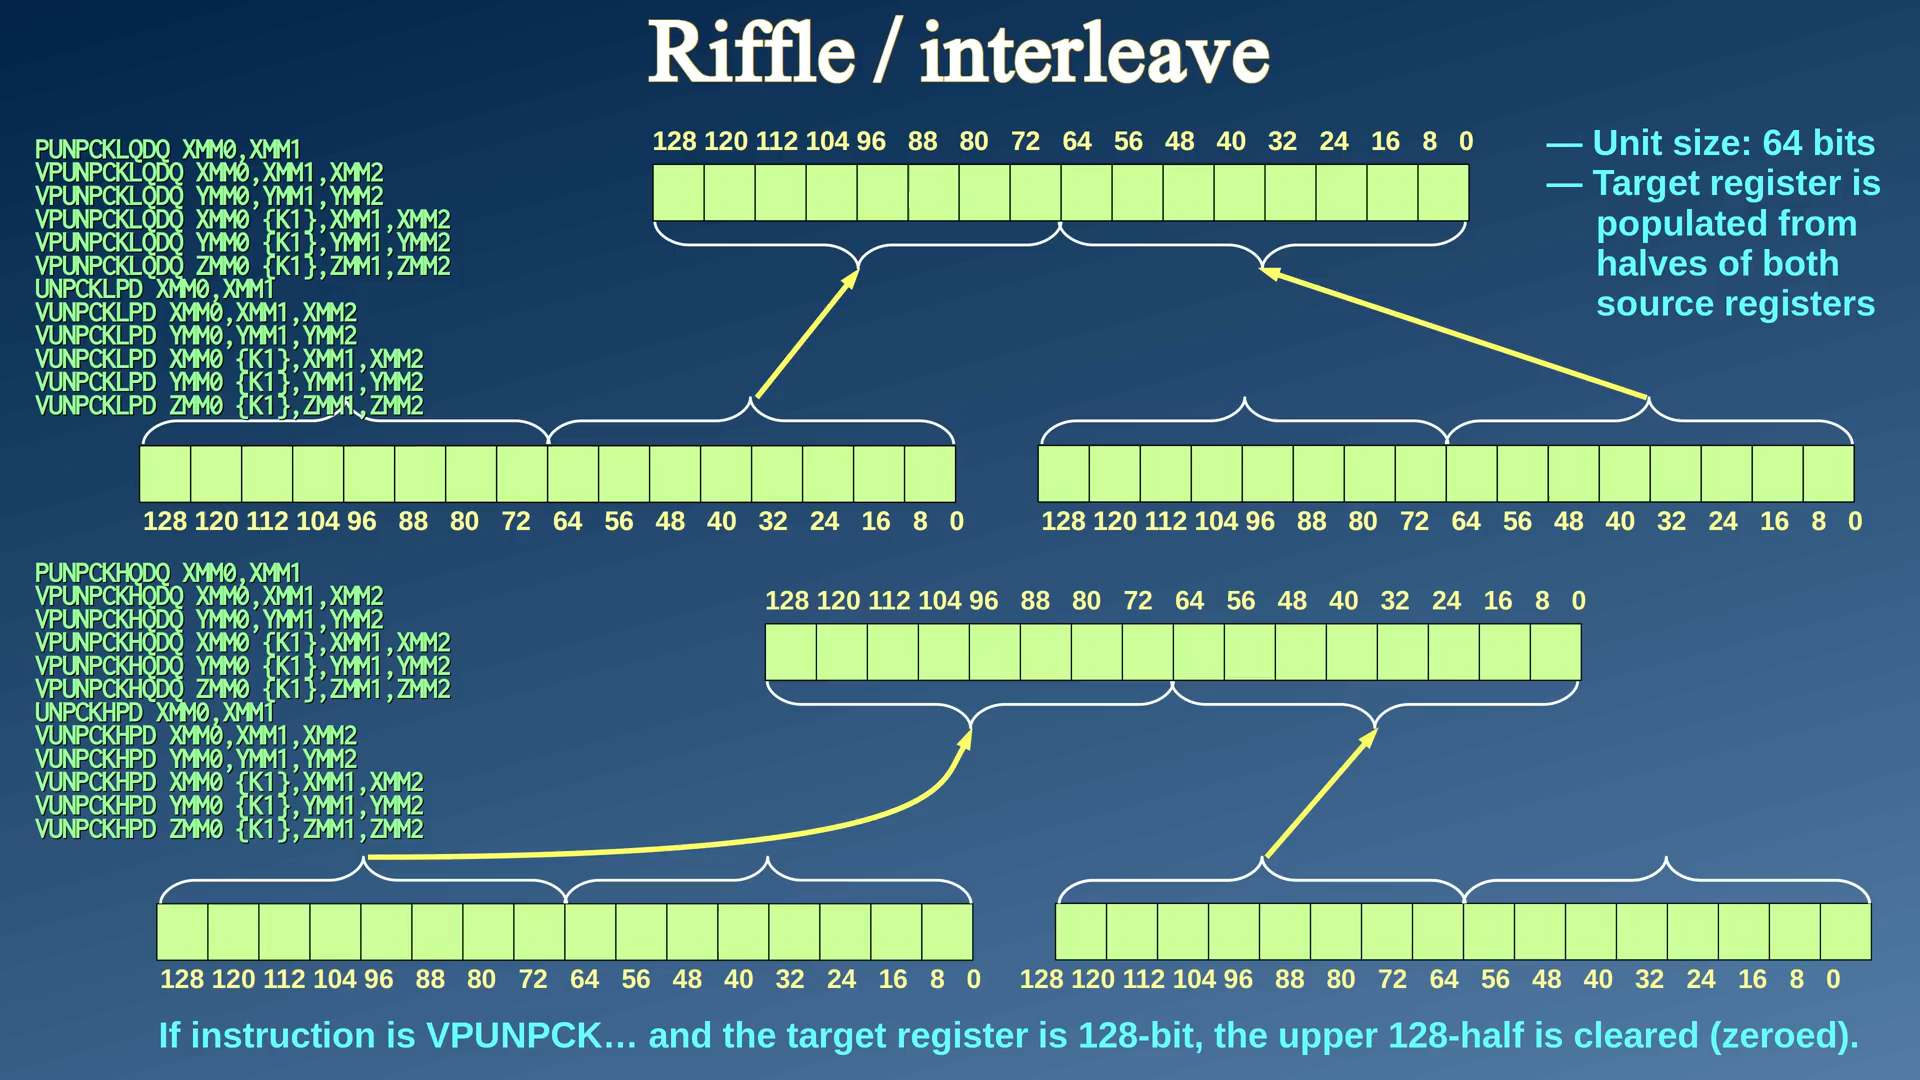 Riffle / interleave
PUNPCKLQDQ XMM0,XMM1
VPUNPCKLQDQ XMM0,XMM1,XMM2
VPUNPCKLQDQ YMM0,YMM1,YMM2
VPUNPCKLQDQ XMM0 {K1},XMM1,XMM2
VPUNPCKLQDQ YMM0 {K1},YMM1,YMM2
VPUNPCKLQDQ ZMM0 {K1},ZMM1,ZMM2
UNPCKLPD XMM0,XMM1
VUNPCKLPD XMM0,XMM1,XMM2
VUNPCKLPD YMM0,YMM1,YMM2
VUNPCKLPD XMM0 {K1},XMM1,XMM2
VUNPCKLPD YMM0 {K1},YMM1,YMM2
VUNPCKLPD ZMM0 {K1},ZMM1,ZMM2
128 120 112 104 96 88 80 72 64 56 48 40 32 24 16 8 0
— Unit size: 64 bits
— Target register is
populated from
halves of both
source registers
128 120 112 104 96 88 80 72 64 56 48 40 32 24 16 8 0
128 120 112 104 96 88 80 72 64 56 48 40 32 24 16 8 0
PUNPCKHQDQ XMM0,XMM1
VPUNPCKHQDQ XMM0,XMM1,XMM2
VPUNPCKHQDQ YMM0,YMM1,YMM2
VPUNPCKHQDQ XMM0 {K1},XMM1,XMM2
VPUNPCKHQDQ YMM0 {K1},YMM1,YMM2
VPUNPCKHQDQ ZMM0 {K1},ZMM1,ZMM2
UNPCKHPD XMM0,XMM1
VUNPCKHPD XMM0,XMM1,XMM2
VUNPCKHPD YMM0,YMM1,YMM2
VUNPCKHPD XMM0 {K1},XMM1,XMM2
VUNPCKHPD YMM0 {K1},YMM1,YMM2
VUNPCKHPD ZMM0 {K1},ZMM1,ZMM2
128 120 112 104 96 88 80 72 64 56 48 40 32 24 16 8 0
128 120 112 104 96 88 80 72 64 56 48 40 32 24 16 8 0
128 120 112 104 96 88 80 72 64 56 48 40 32 24 16 8 0
If instruction is VPUNPCK… and the target register is 128-bit, the upper 128-half is cleared (zeroed).